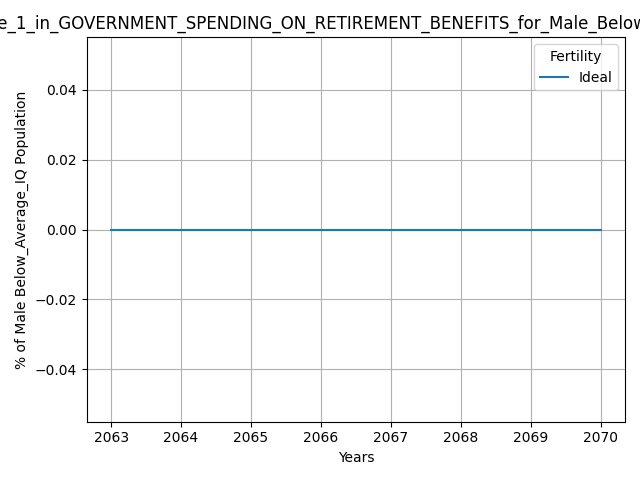 e_1_in_GOVERNMENT_SPENDING_ON_RETIREMENT_BENEFITS_for_Male_Below
Fertility
Ideal
0.04
0.02
0.00
−0.02
−0.04
% of Male Below_Average_IQ Population
2063 2064 2065 2066 2067 2068 2069 2070
Years